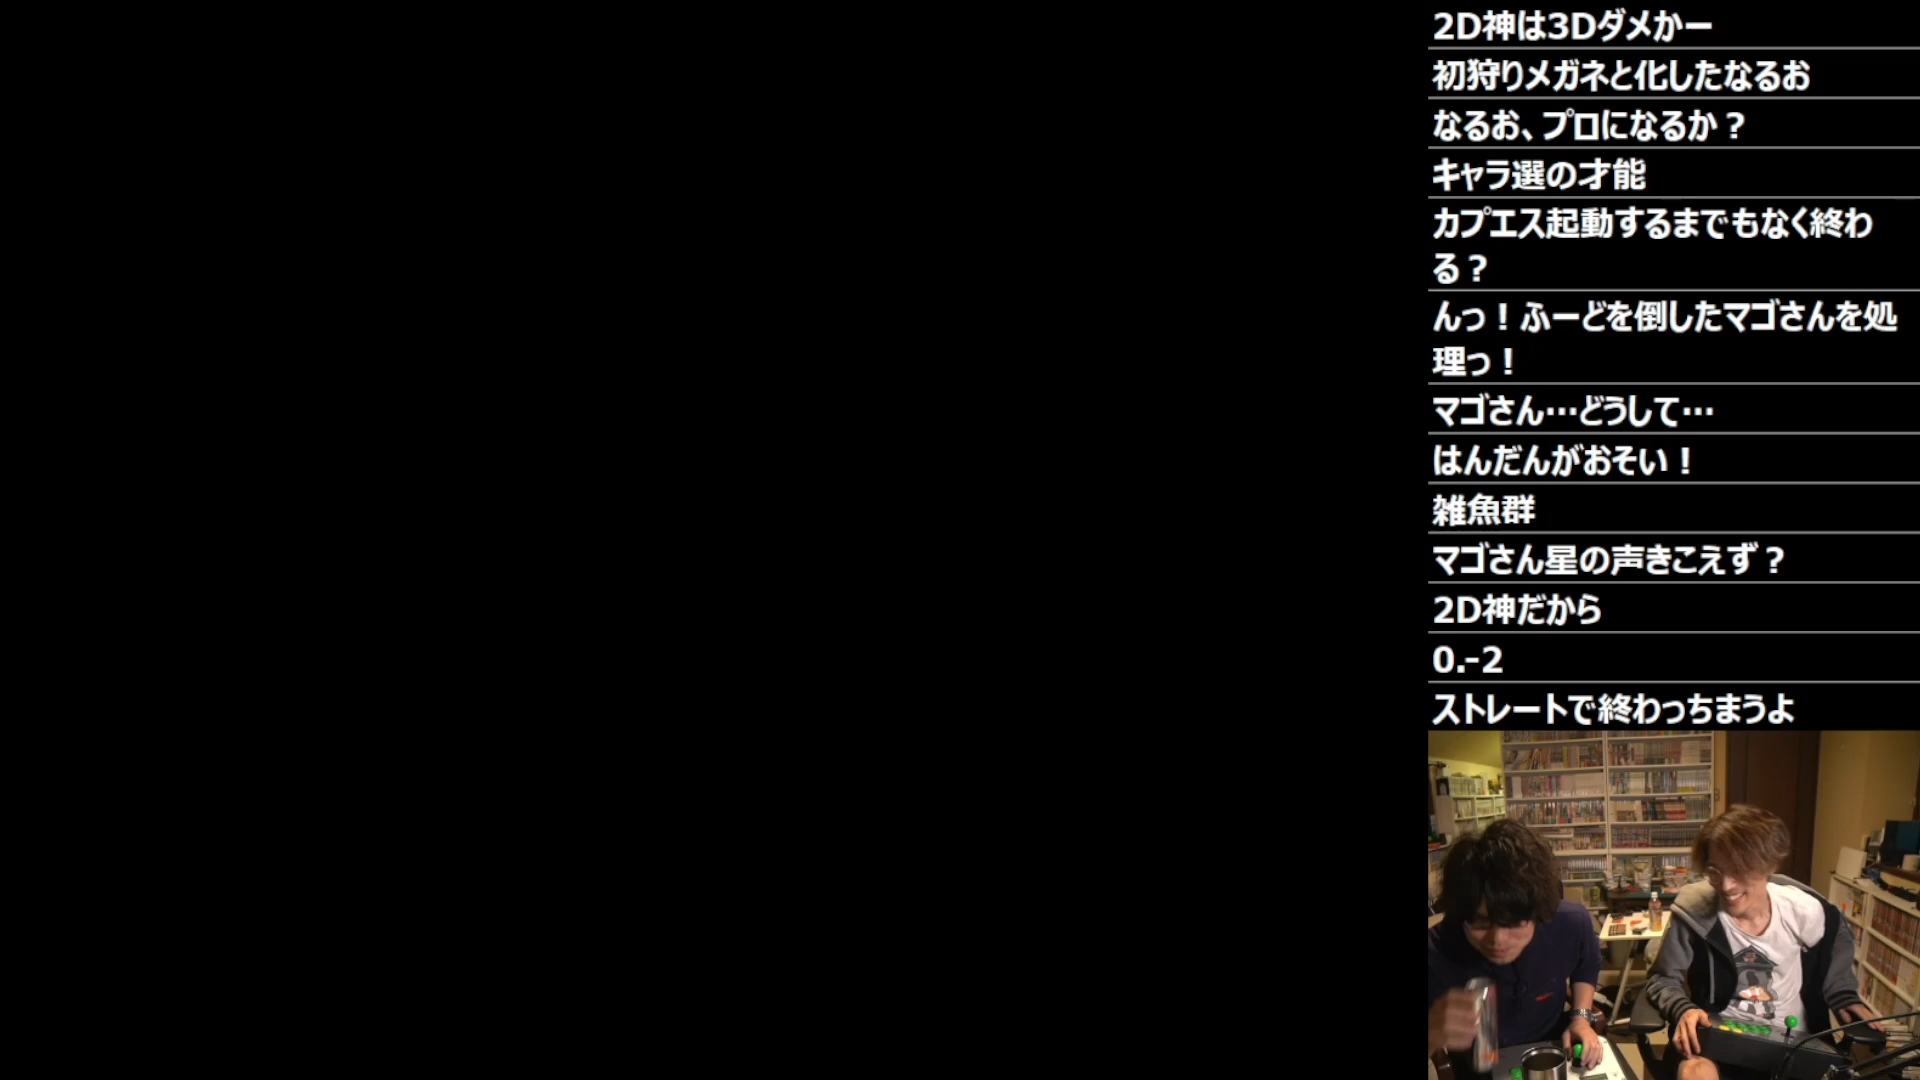 2D神は3Dダメかー
初狩りメガネと化したなるお
なるお、プロになるか？
キャラ選の才能
カプエス起動するまでもなく終わ
る？
んっ！ふーどを倒したマゴさんを処
理っ！
マゴさん…どうして…
はんだんがおそい！
雑魚群
マゴさん星の声きこえず？
2D神だから
0.-2
ストレートで終わっちまうよ